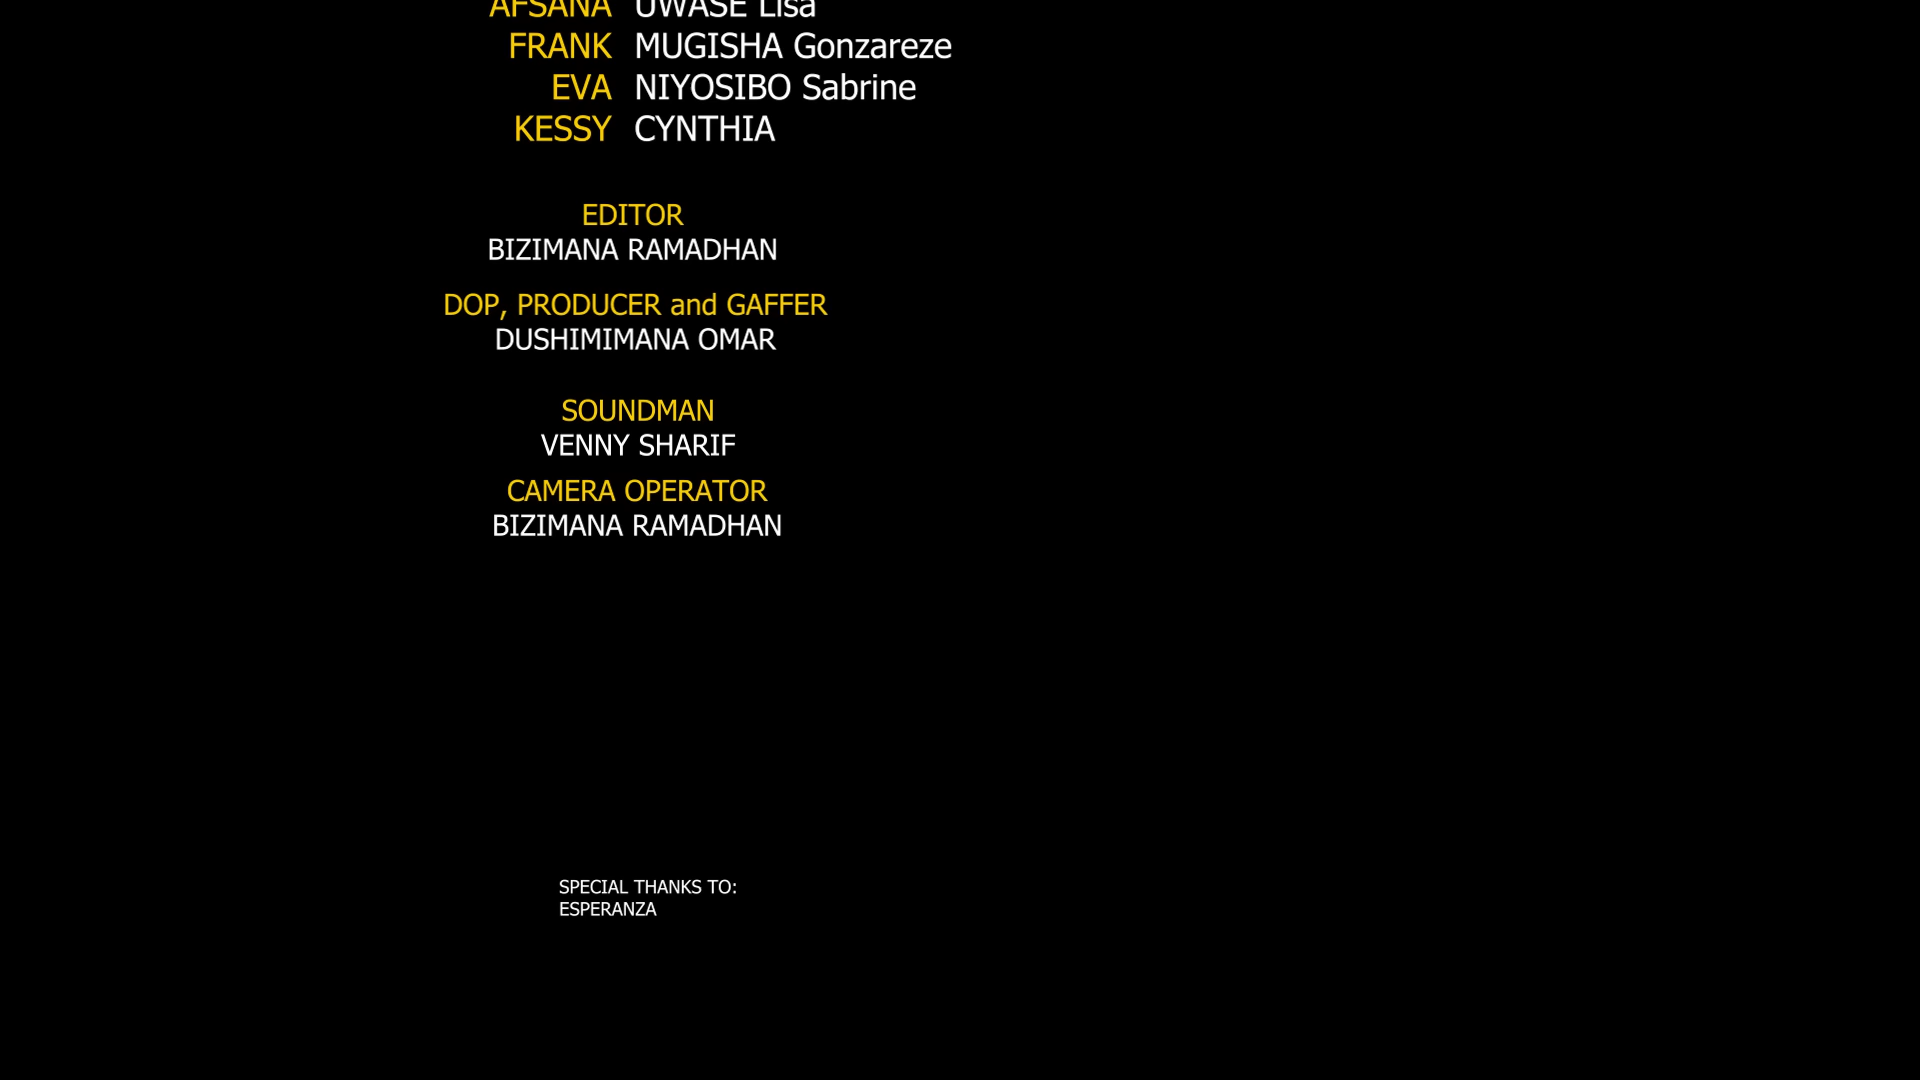 AFSANA UWASE Lisa
FRANK MUGISHA Gonzareze
EVA NIYOSIBO Sabrine
KESSY CYNTHIA
EDITOR
BIZIMANA RAMADHAN
DOP, PRODUCER and GAFFER
DUSHIMIMANA OMAR
SOUNDMAN
VENNY SHARIF
CAMERA OPERATOR
BIZIMANA RAMADHAN
SPECIAL THANKS TO:
ESPERANZA